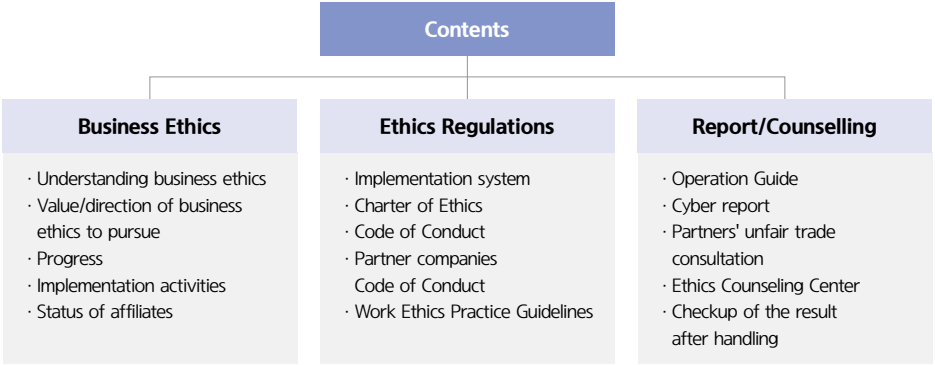 Contents
Business Ethics
· Understanding business ethics
· Value/direction of business
ethics to pursue
· Progress
· Implementation activities
· Status of affiliates
Ethics Regulations
· Implementation system
· Charter of Ethics
· Code of Conduct
· Partner companies
Code of Conduct
· Work Ethics Practice Guidelines
Report/Counselling
· Operation Guide
· Cyber report
· Partners' unfair trade
consultation
· Ethics Counseling Center
· Checkup of the result
after handling